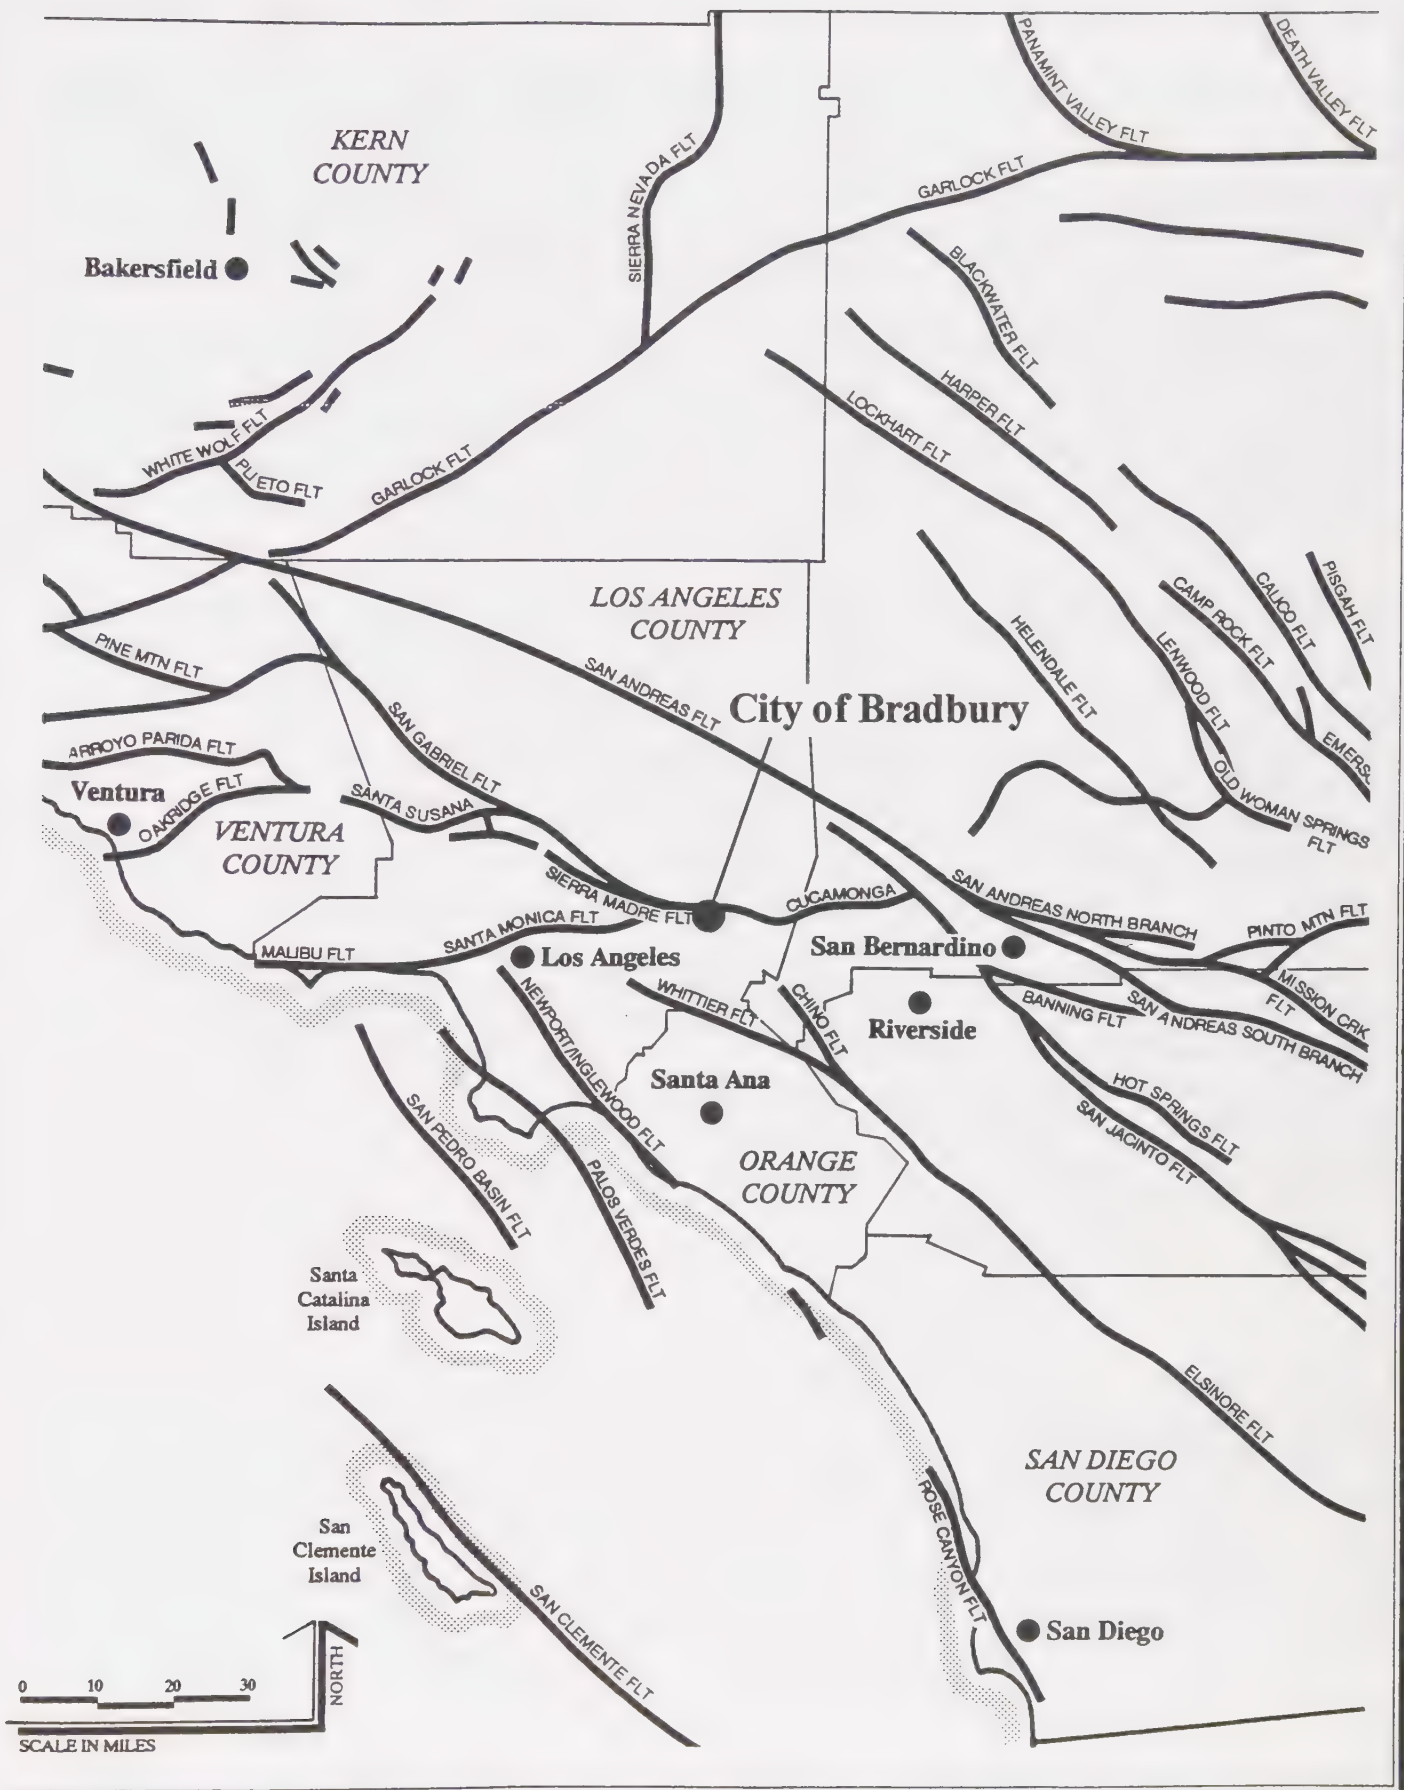 PANAMINT VALLEY FLT
DEATH VALLEY FLT
KERN
COUNTY
SIERRA NEVADA FLT
GARLOCK FLT
Bakersfield
BLACKWATER FLT
HARPER FLT
LOCKHART FLT
WHITE WOLF FLT
GARLOCK FLT
LOS ANGELES
COUNTY
PISGAH FLT
CALICO FLT
CAMP ROCK FLT
HELENDALE FLT
LENWOOD FLT
PINE MTN FLT
SAN ANDREAS FLT
City of Bradbury
SAN GABRIEL FLT
ARROYO PARIDA FLT
EMERS
Ventura
OAKRIDGE FLT
SANTA SUSANA
OLD WOMAN SPRINGS
FLT
VENTURA
COUNTY
SIERRA MADRE FLT
CUCAMONGA
SAN ANDREAS NORTH BRANCH
PINTO MTN FLT
SANTA MONICA FLT
MALIBU FLT
Los Angeles
San Bernardino
MISSION CRK
FLT
NEWPORT/INGLEWOOD FLT
WHITTIER FLT
CHINO FLT
Riverside
BANNING FLT
SAN ANDREAS SOUTH BRANCH
Santa Ana
HOT SPRINGS FLT
SAN JACINTO FLT
SAN PEDRO BASIN FLT
ORANGE
COUNTY
PALOS VERDES FLT
Santa
Catalina
Island
ELSINORE FLT
SAN DIEGO
COUNTY
ROSE CANYON FLT
San
Clemente
Island
SAN CLEMENTE FLT
San Diego
NORTH
0 10 20 30
SCALE IN MILES